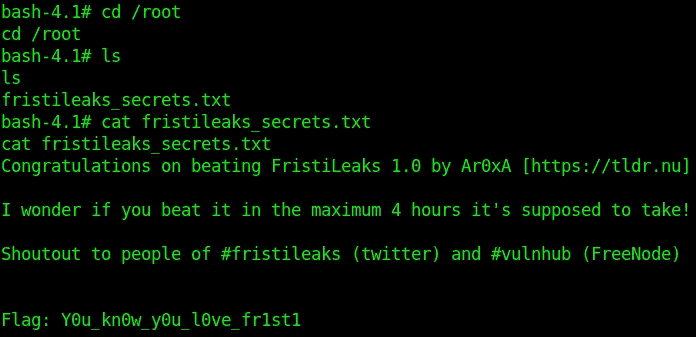 bash-4.1# cd /root
cd /root
bash-4.1# ls
ls
fristileaks_secrets.txt
bash-4.1# cat fristileaks_secrets.txt
cat fristileaks_secrets.txt
Congratulations on beating FristiLeaks 1.0 by Ar0xA [https://tldr.nu]
I wonder if you beat it in the maximum 4 hours it's supposed to take!
Shoutout to people of #fristileaks (twitter) and #vulnhub (FreeNode)
Flag: Y0u_kn0w_y0u_l0ve_fr1st1